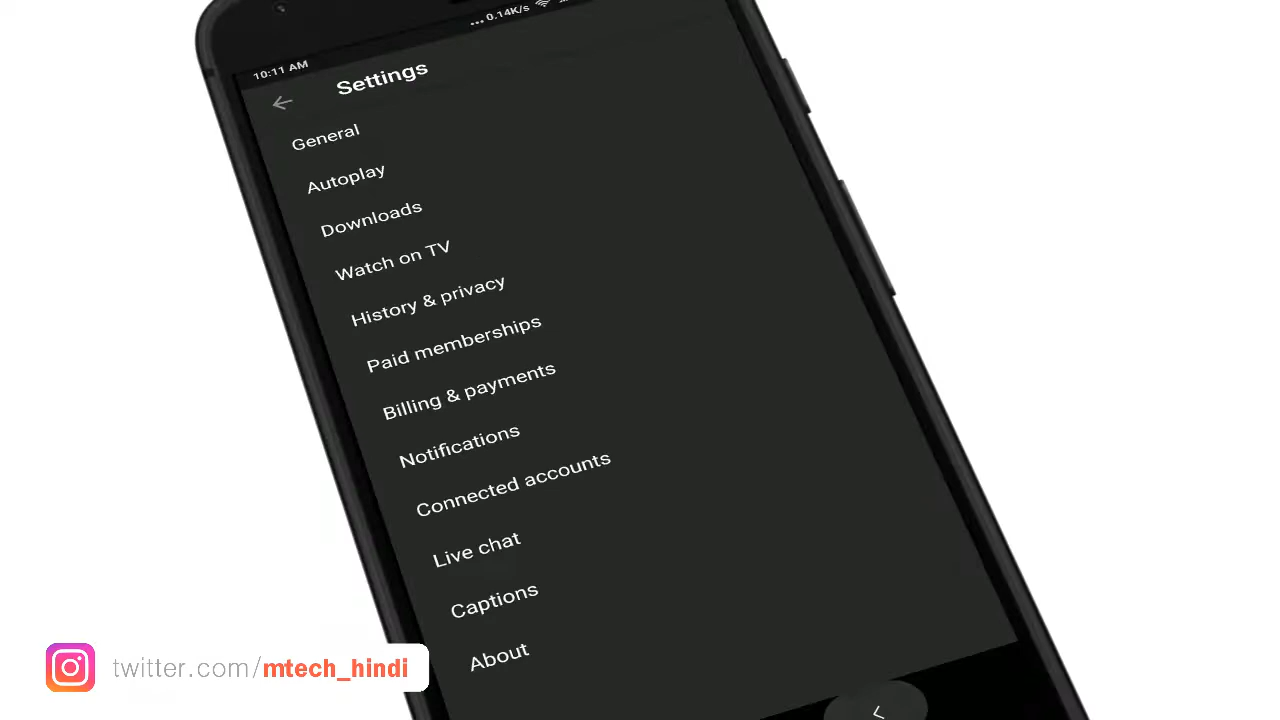 10:11 AM
... 0.14K/s
Settings
General
Autoplay
Downloads
Watch on TV
History & privacy
Paid memberships
Billing & payments
Notifications
Connected accounts
Live chat
Captions
About
twitter.com/mtech_hindi